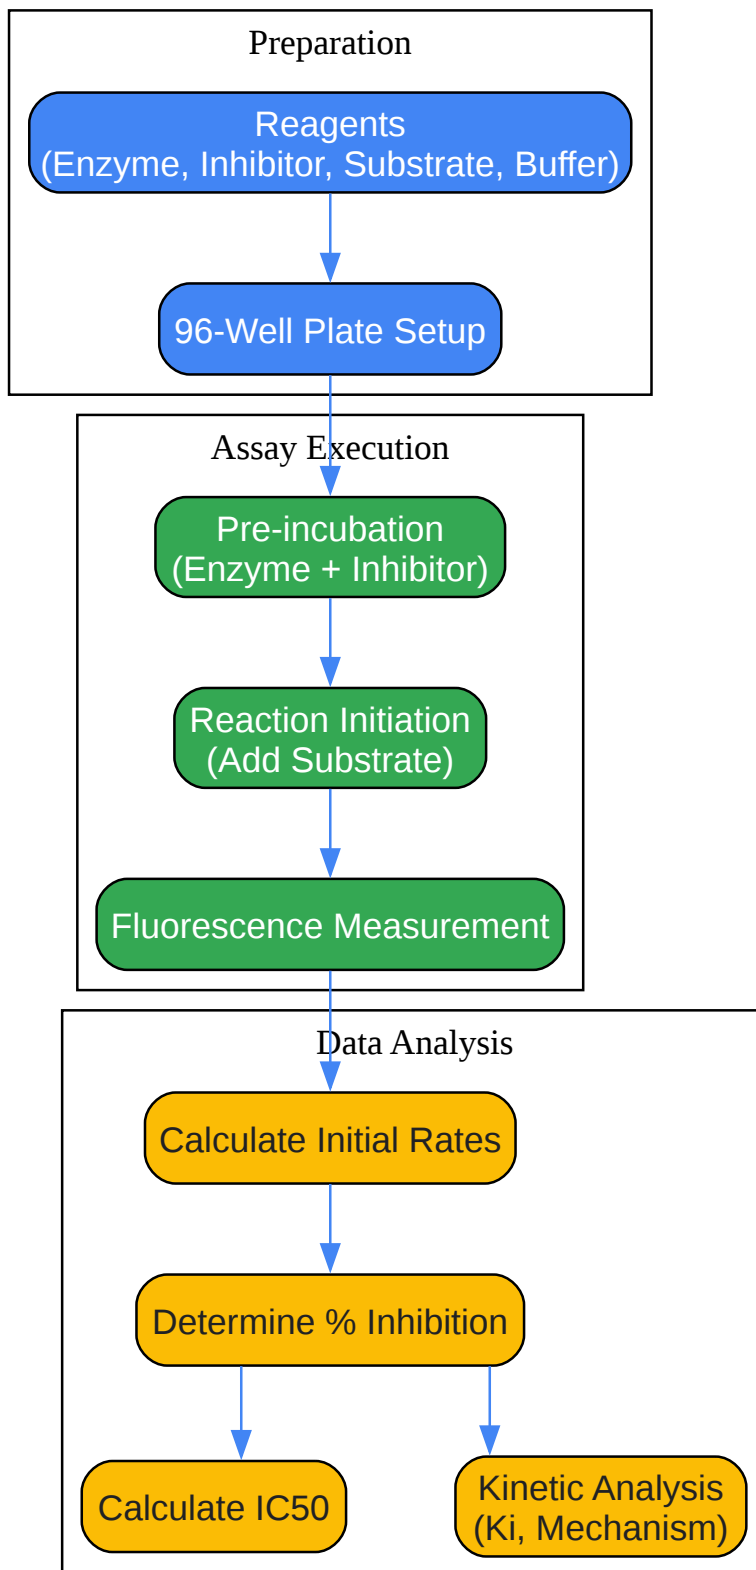 Preparation
Reagents
(Enzyme, Inhibitor, Substrate, Buffer)
96-Well Plate Setup
Assay Execution
Pre-incubation
(Enzyme + Inhibitor)
Reaction Initiation
(Add Substrate)
Fluorescence Measurement
Data Analysis
Calculate Initial Rates
Determine % Inhibition
Calculate IC50
Kinetic Analysis
(Ki, Mechanism)